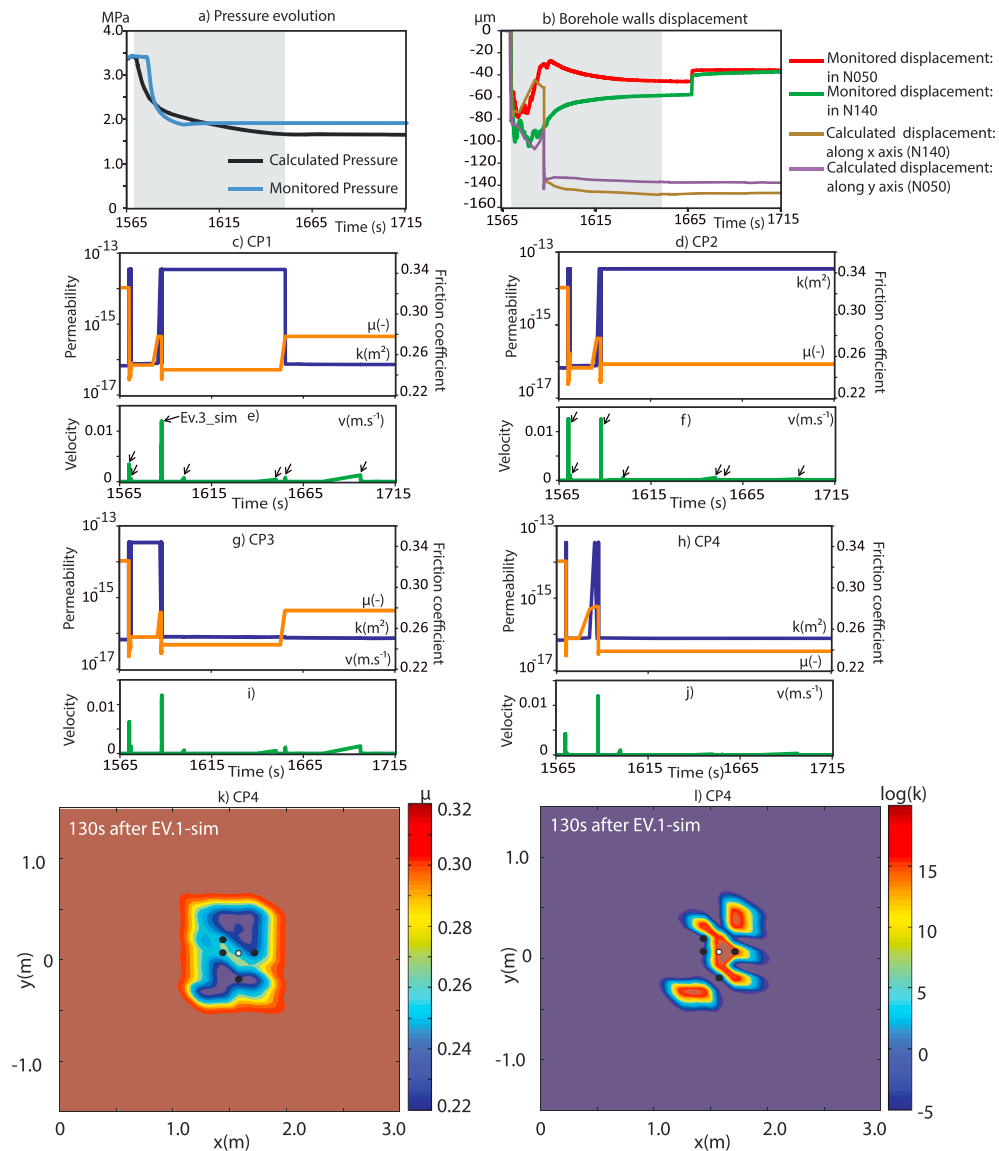 a) Pressure evolution
MPa
4.0
3.0
2.0
1.0
0
Calculated Pressure
Monitored Pressure
1565
1615
Time (s)
1715
b) Borehole walls displacement
µm
0
-40
-60
-80
-100
-120
-140
-160
1565
1615
1665
1715
Time (s)
Monitored displacement:
in N050
Monitored displacement:
in N140
Calculated displacement:
along x axis (N140)
Calculated displacement:
along y axis (N050)
c) CP1
10⁻¹³
10⁻¹⁵
10⁻¹⁷
Permeability
0.34
0.28
0.26
0.22
Friction coefficient
µ(-)
k(m²)
d) CP2
10⁻¹³
10⁻¹⁵
10⁻¹⁷
Permeability
0.34
0.28
0.26
0.22
Friction coefficient
k(m²)
µ(-)
Ev.3_sim
e)
v(m.s⁻¹)
Velocity
0.01
0
1565
1615
1665
1715
Time (s)
f)
v(m.s⁻¹)
Velocity
0.01
0
1565
1615
1665
1715
Time (s)
g) CP3
10⁻¹³
10⁻¹⁵
10⁻¹⁷
Permeability
0.34
0.28
0.26
0.22
Friction coefficient
µ(-)
k(m²)
v(m.s⁻¹)
h) CP4
10⁻¹³
10⁻¹⁵
10⁻¹⁷
Permeability
0.34
0.28
0.26
0.22
Friction coefficient
k(m²)
µ(-)
i)
Velocity
0.01
0
1565
1615
1665
1715
Time (s)
j)
v(m.s⁻¹)
Velocity
0.01
0
1565
1615
1665
1715
Time (s)
k) CP4
130s after EV.1-sim
µ
0.32
0.30
0.28
0.26
0.24
0.22
1.0
0
-1.0
y(m)
0
1.0
2.0
3.0
x(m)
l) CP4
130s after EV.1-sim
log(k)
15
10
5
0
-5
1.0
0
-1.0
y(m)
0
1.0
2.0
3.0
x(m)